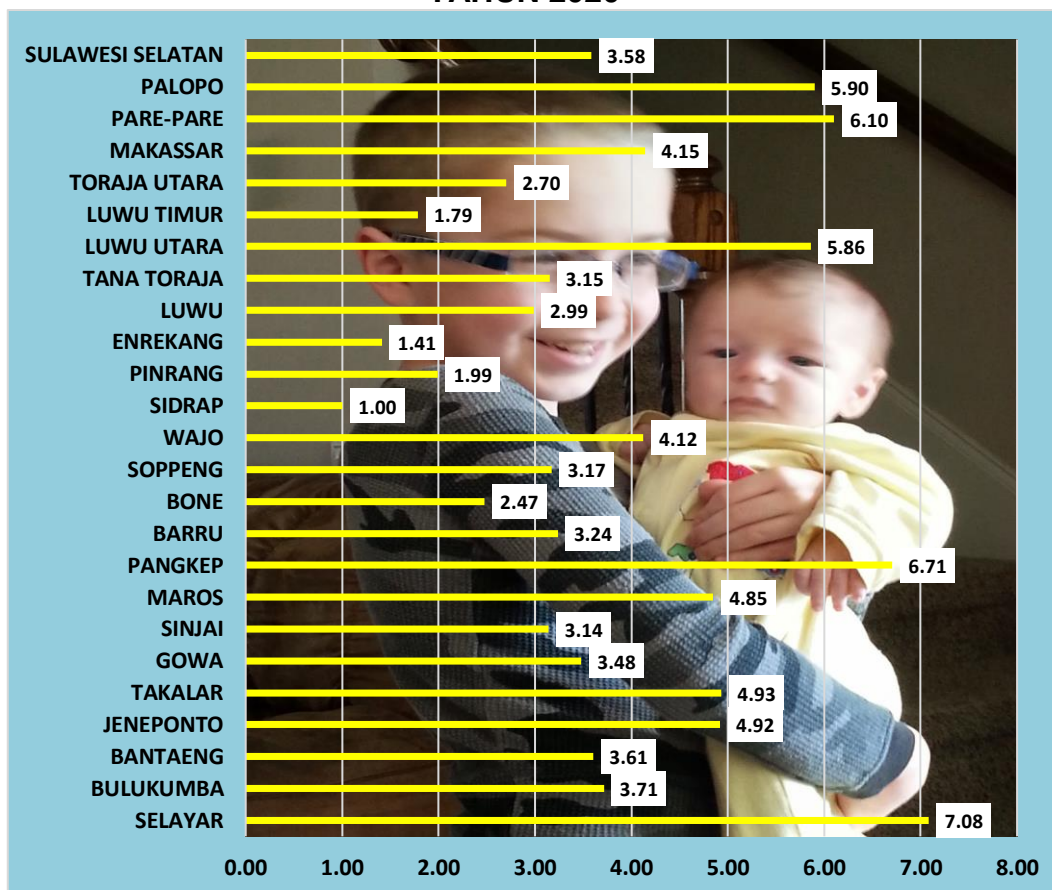 SULAWESI SELATAN 3.58
PALOPO 5.90
PARE-PARE 6.10
MAKASSAR 4.15
TORAJA UTARA 2.70
LUWU TIMUR 1.79
LUWU UTARA 5.86
TANA TORAJA 3.15
LUWU 2.99
ENREKANG 1.41
PINRANG 1.99
SIDRAP 1.00
WAJO 4.12
SOPPENG 3.17
BONE 2.47
BARRU 3.24
PANGKEP 6.71
MAROS 4.85
SINJAI 3.14
GOWA 3.48
TAKALAR 4.93
JENEPONTO 4.92
BANTAENG 3.61
BULUKUMBA 3.71
SELAYAR 7.08
0.00 1.00 2.00 3.00 4.00 5.00 6.00 7.00 8.00